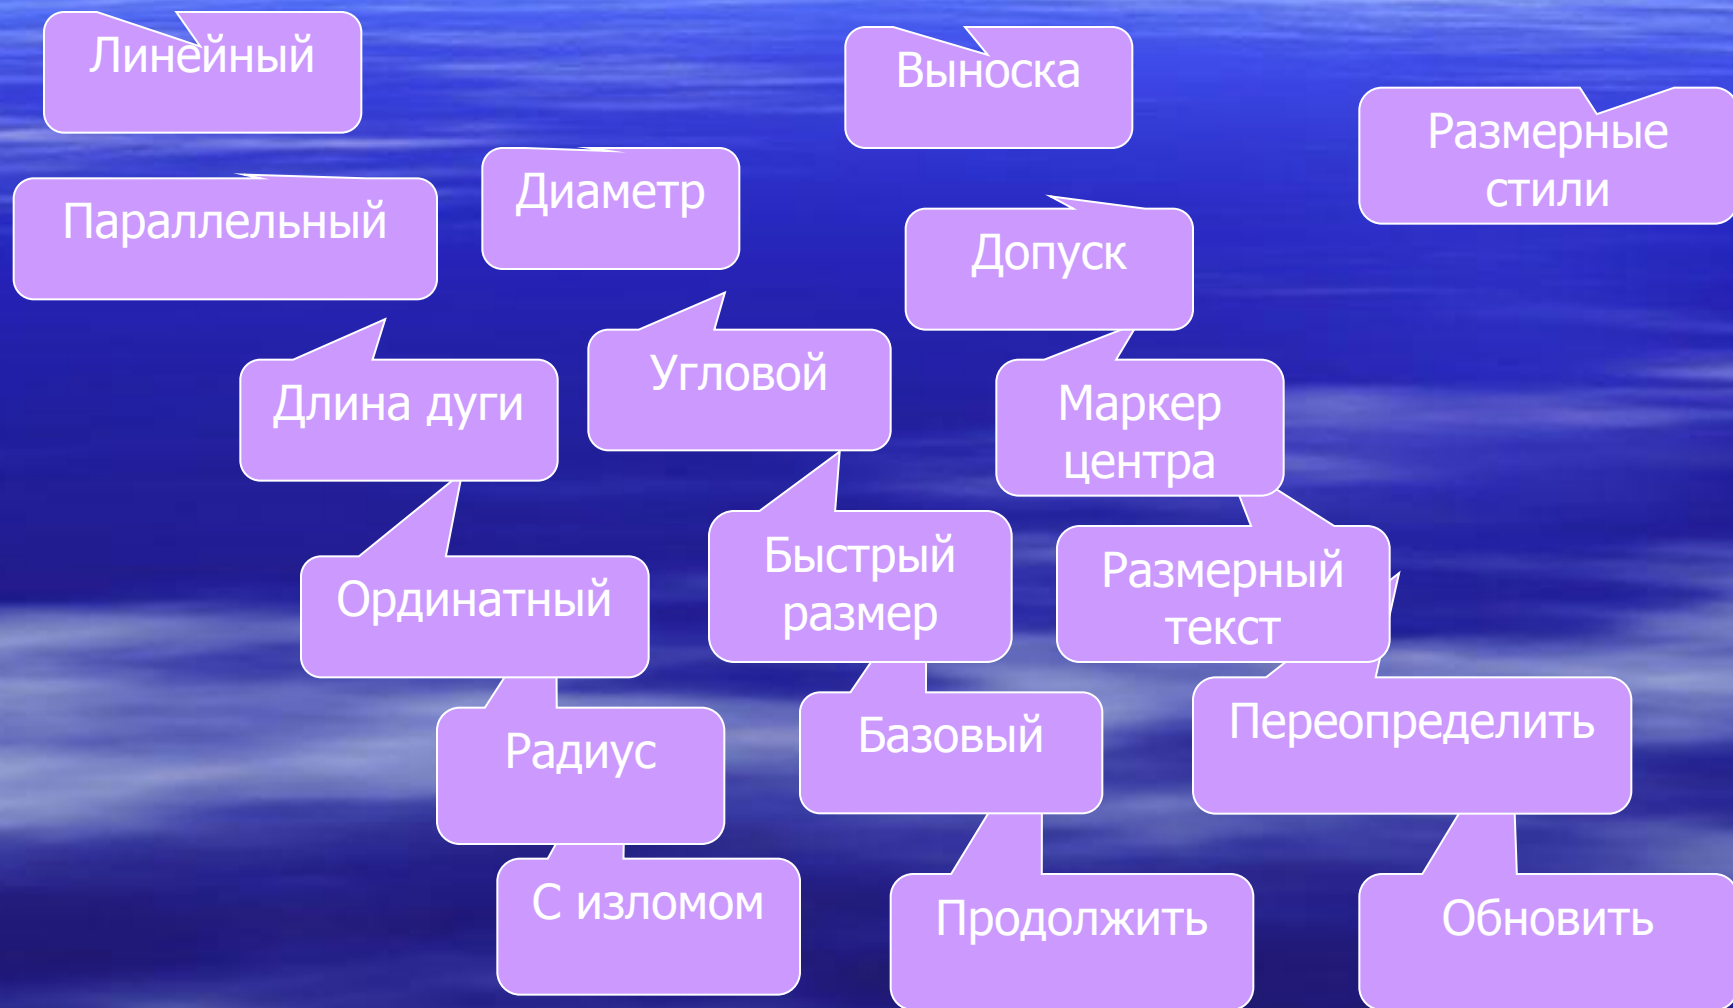 Линейный
Выноска
Размерные
стили
Параллельный
Диаметр
Допуск
Длина дуги
Угловой
Маркер
центра
Ординатный
Быстрый
размер
Размерный
текст
Радиус
Базовый
Переопределить
С изломом
Продолжить
Обновить